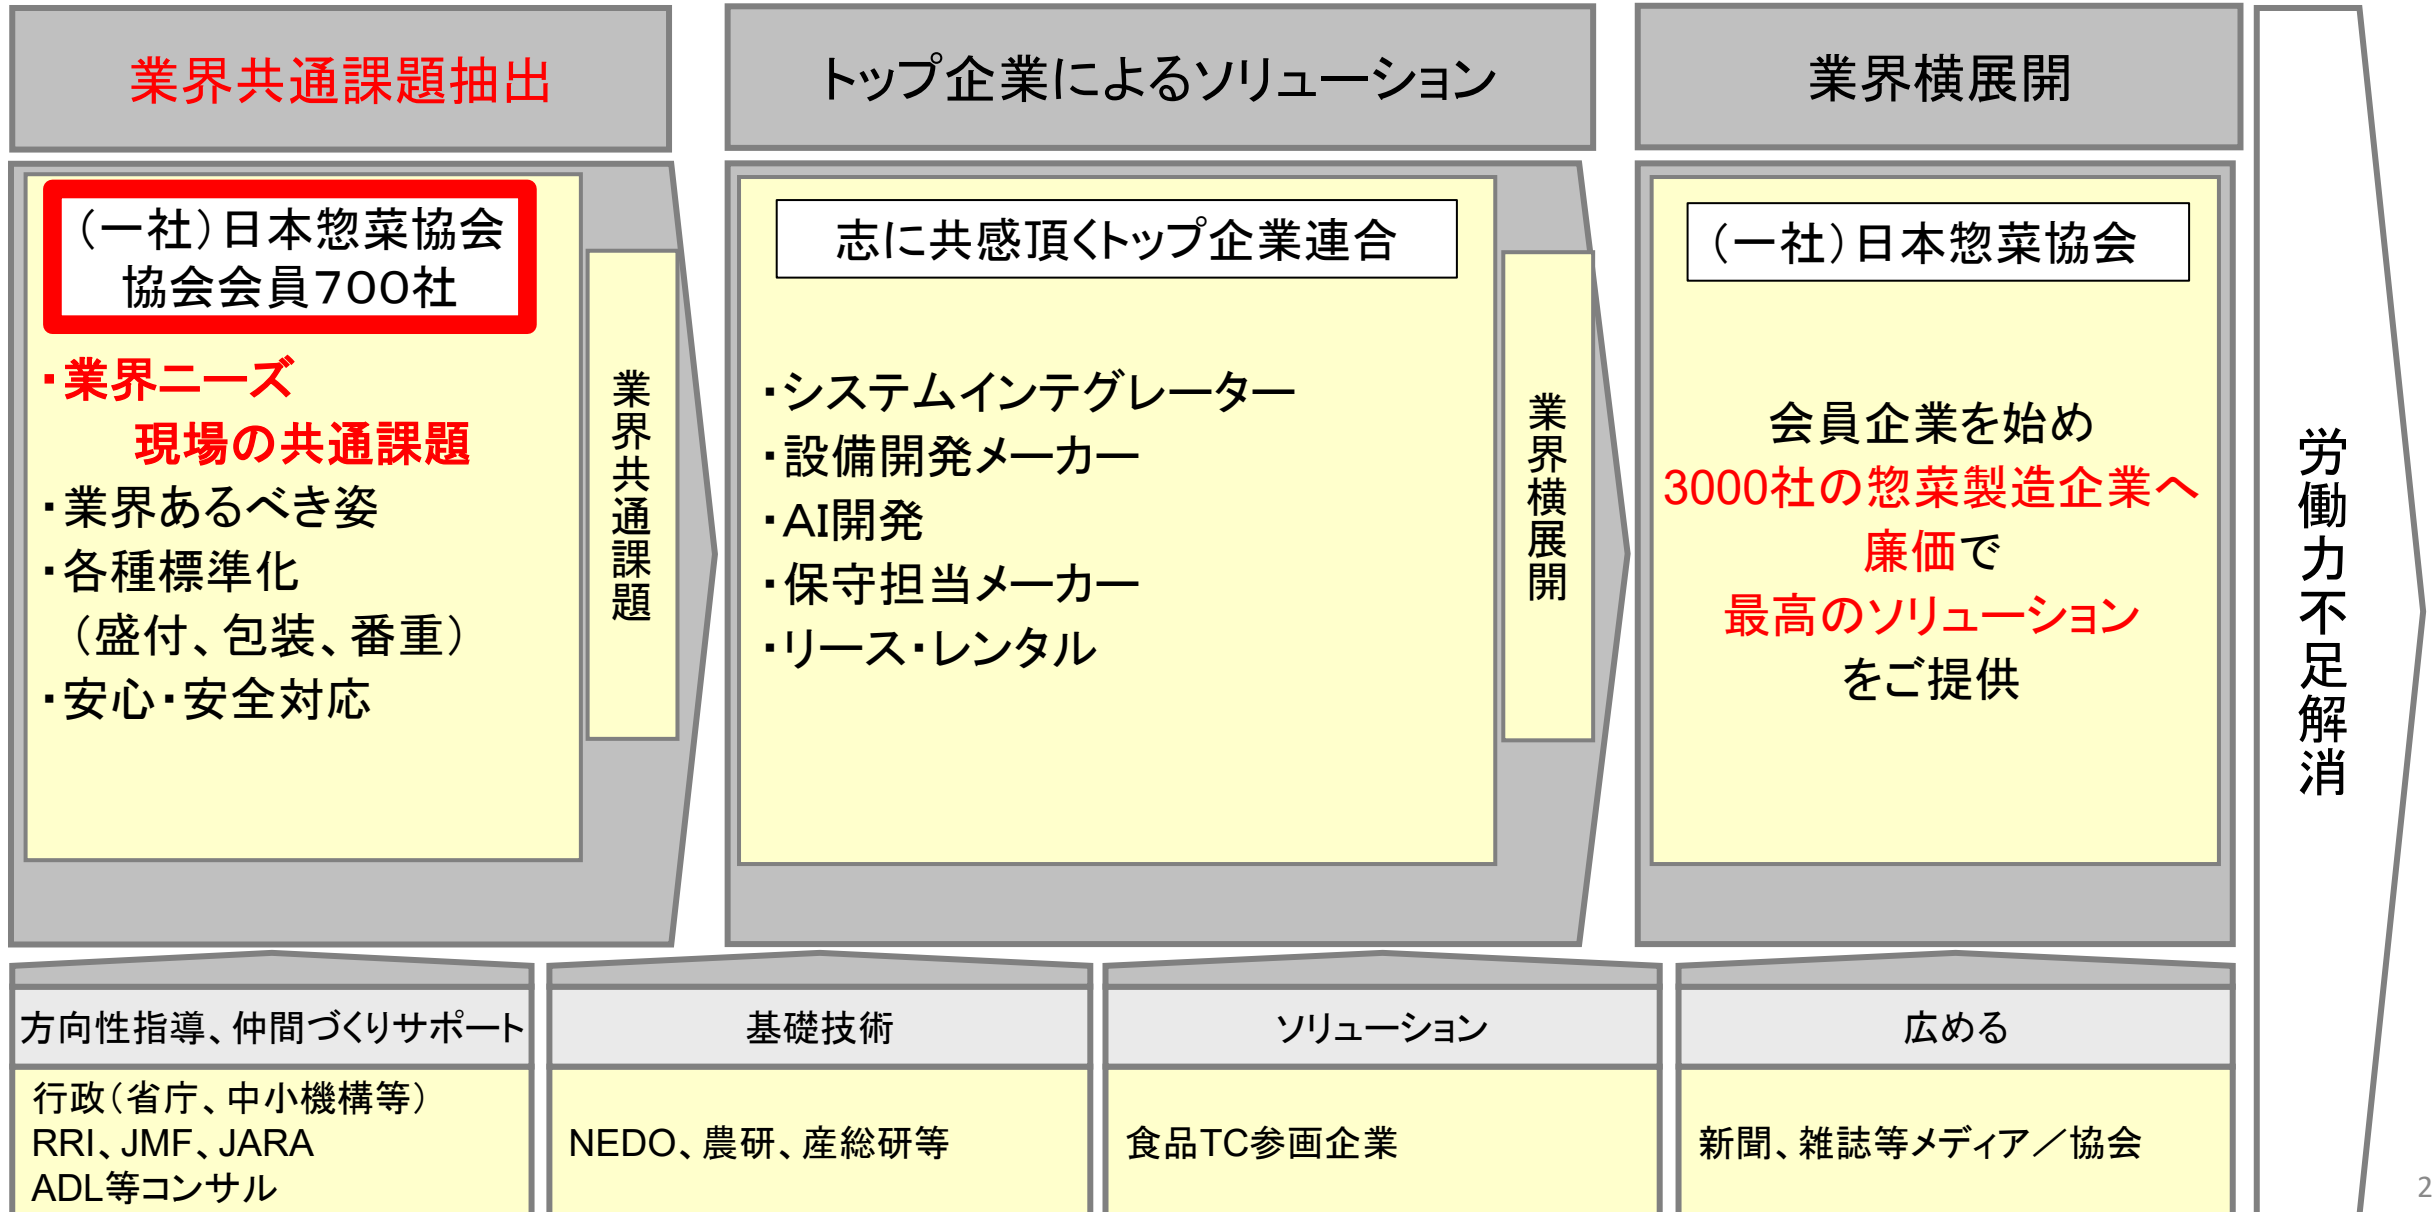 業界共通課題抽出
トップ企業によるソリューション
業界横展開
（一社）日本惣菜協会
協会会員700社
・業界ニーズ
現場の共通課題
・業界あるべき姿
・各種標準化
（盛付、包装、番重）
・安心・安全対応
業界共通課題
志に共感頂くトップ企業連合
・システムインテグレーター
・設備開発メーカー
・AI開発
・保守担当メーカー
・リース・レンタル
業界横展開
（一社）日本惣菜協会
会員企業を始め
3000社の惣菜製造企業へ
廉価で
最高のソリューション
をご提供
労働力不足解消
方向性指導、仲間づくりサポート
行政（省庁、中小機構等）
RRI、JMF、JARA
ADL等コンサル
基礎技術
NEDO、農研、産総研等
ソリューション
食品TC参画企業
広める
新聞、雑誌等メディア／協会
2